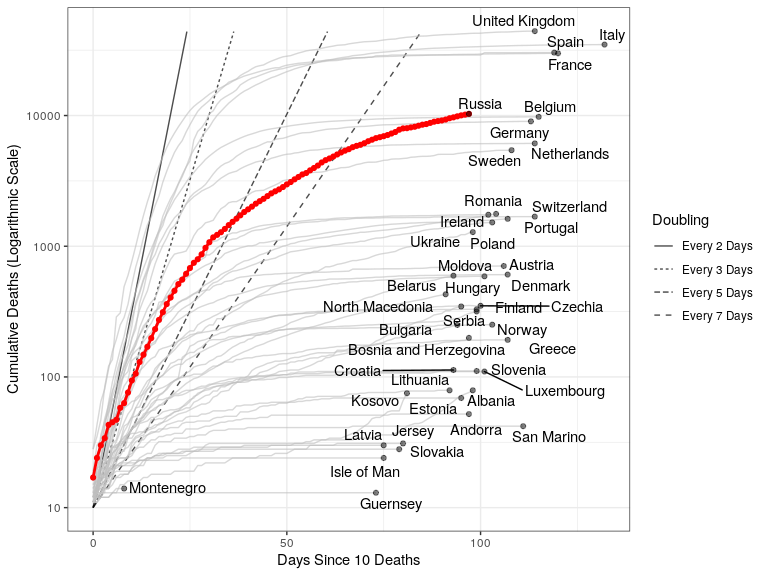 United Kingdom
Italy
Spain
France
Russia
Belgium
10000
Germany
Netherlands
Sweden
Romania
Switzerland
Ireland
Portugal
Ukraine
Poland
1000
Moldova
Austria
Belarus
Hungary
Denmark
North Macedonia
Finland
Czechia
Serbia
Bulgaria
Norway
Bosnia and Herzegovina
Greece
Croatia
Slovenia
100
Lithuania
Luxembourg
Kosovo
Albania
Estonia
Andorra
Latvia
Jersey
San Marino
Slovakia
Isle of Man
Montenegro
Guernsey
10
0
50
100
Days Since 10 Deaths
Cumulative Deaths (Logarithmic Scale)
Doubling
Every 2 Days
Every 3 Days
Every 5 Days
Every 7 Days